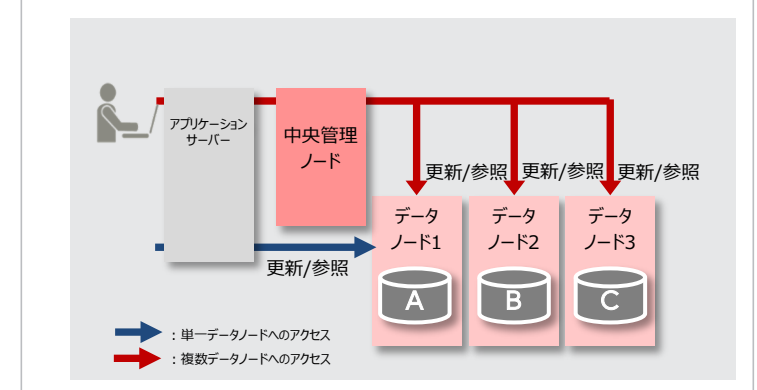 アプリケーション
サーバー
中央管理
ノード
更新/参照
更新/参照
更新/参照
データ
ノード1
A
データ
ノード2
B
データ
ノード3
C
更新/参照
：単一データノードへのアクセス
：複数データノードへのアクセス